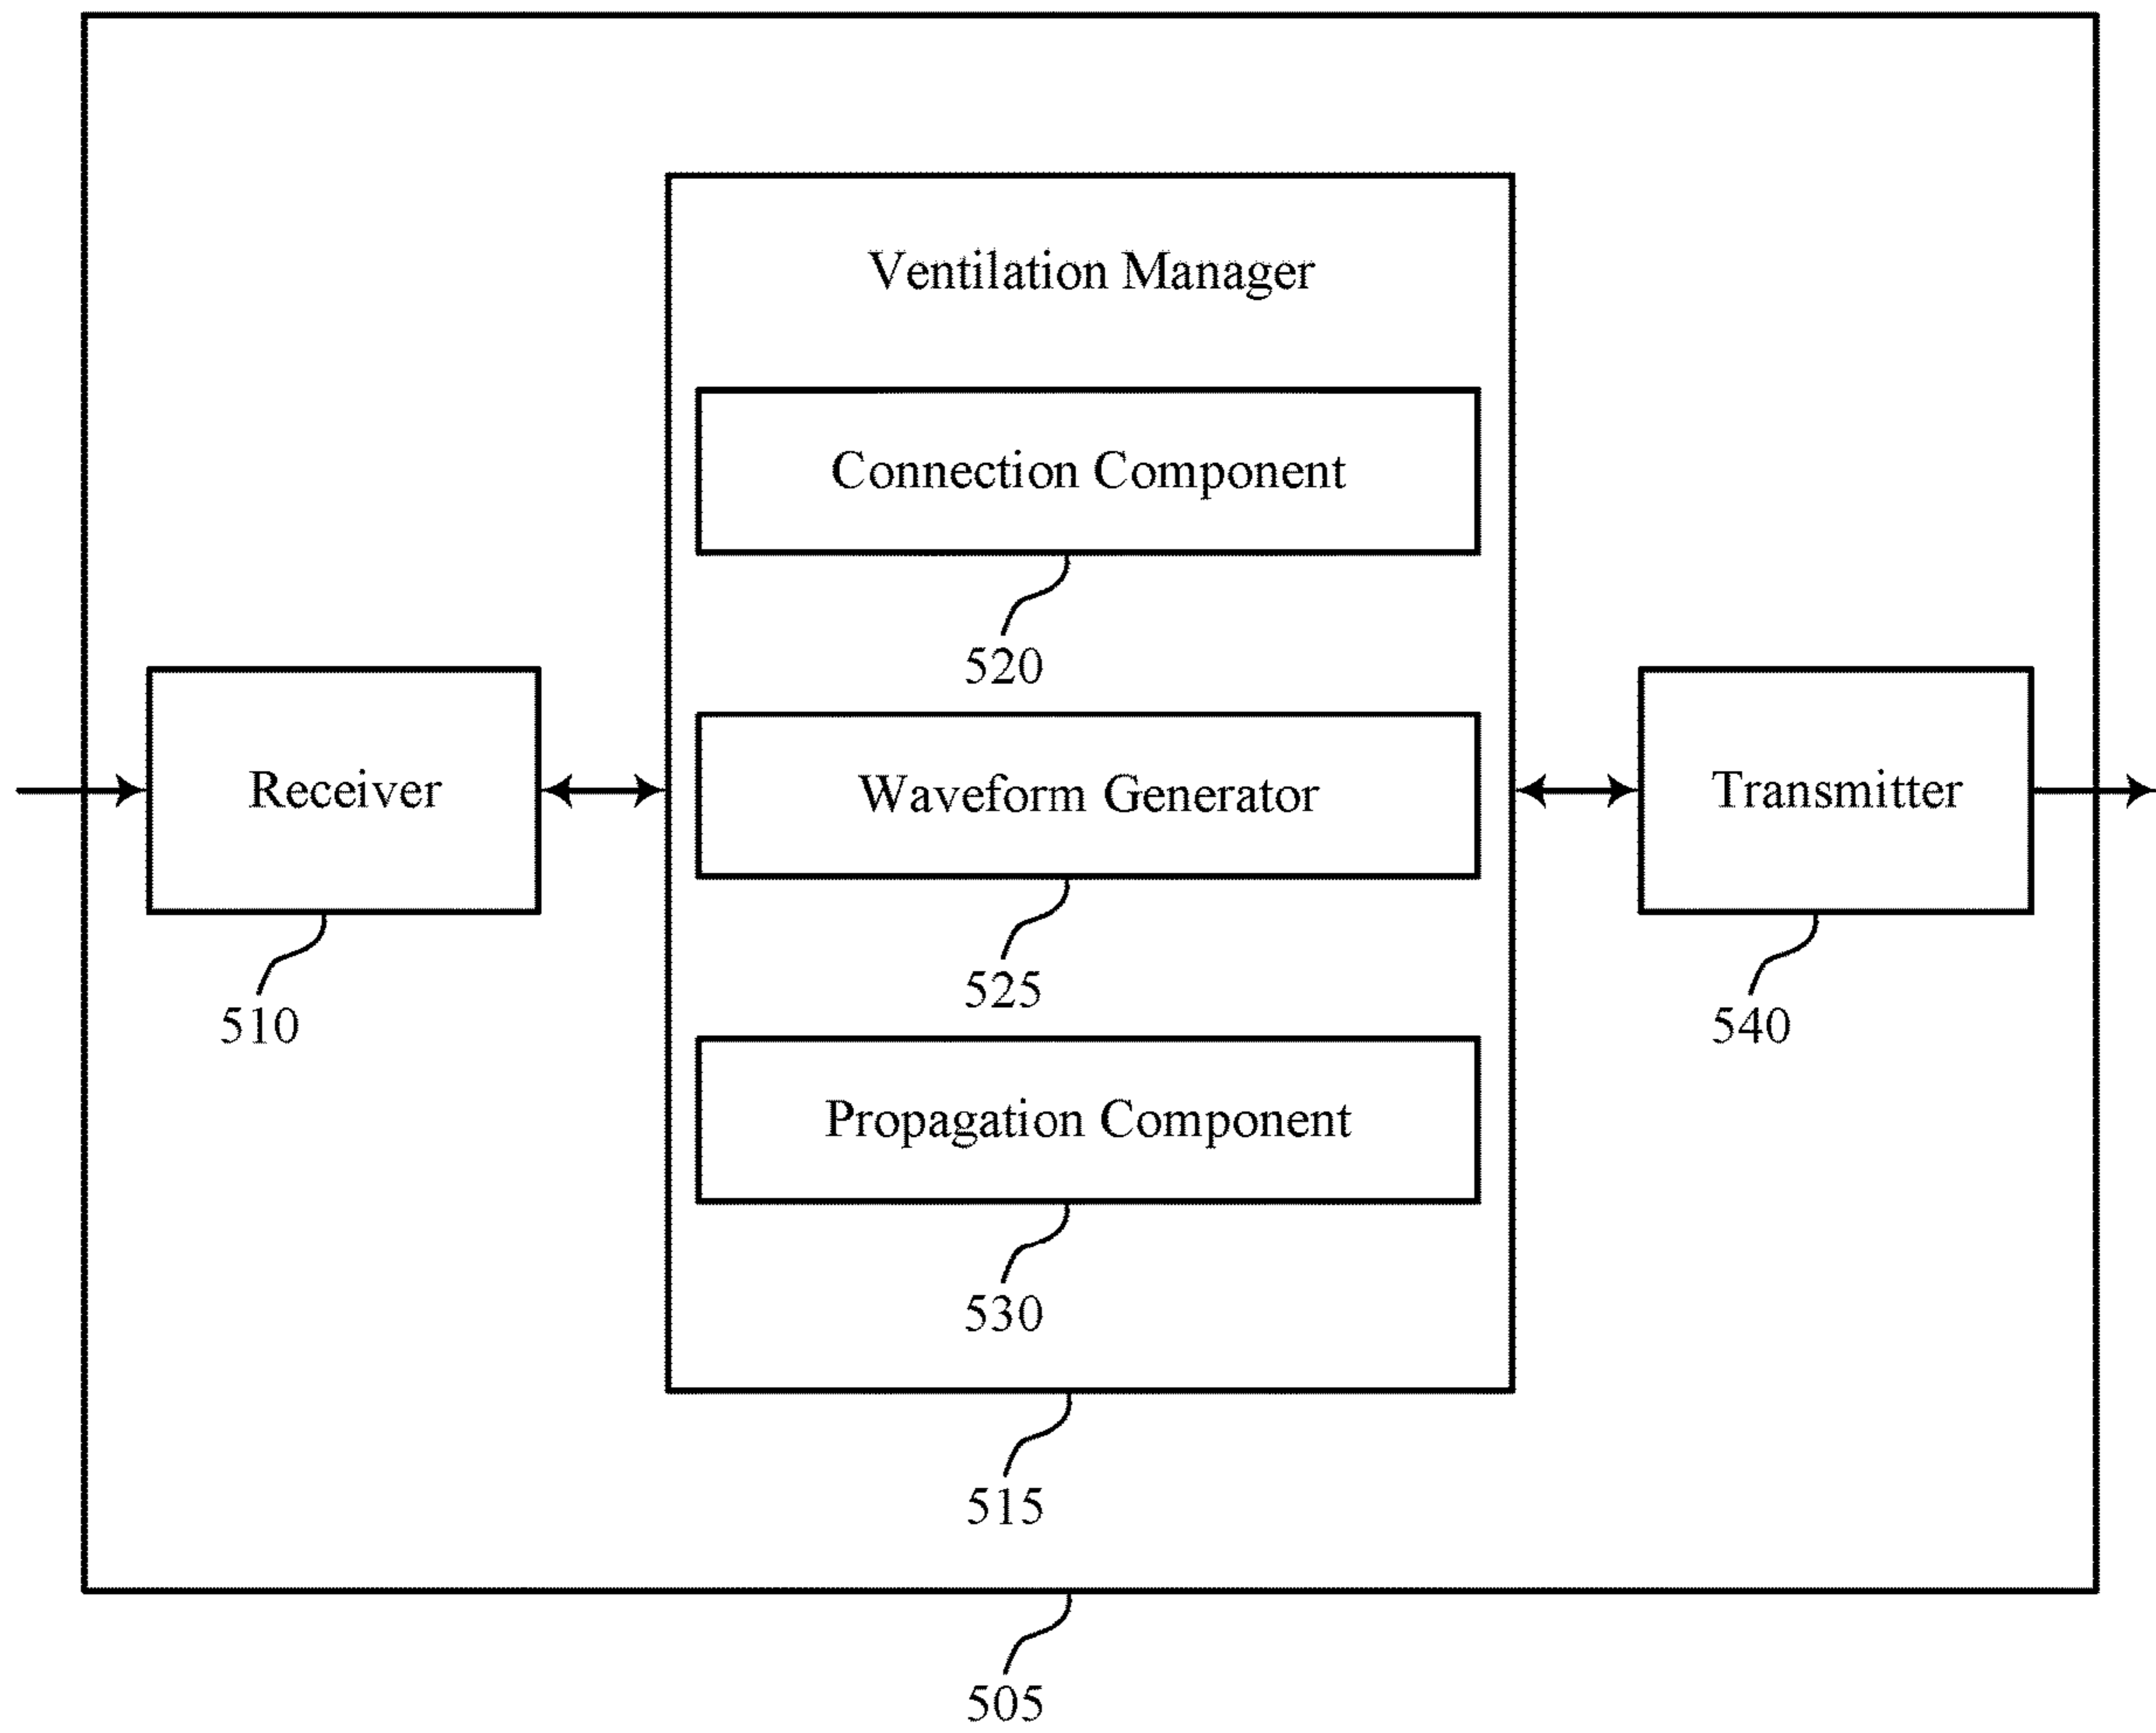 Ventilation Manager
Connection Component
520
Receiver
510
Waveform Generator
525
Transmitter
540
Propagation Component
530
515
505